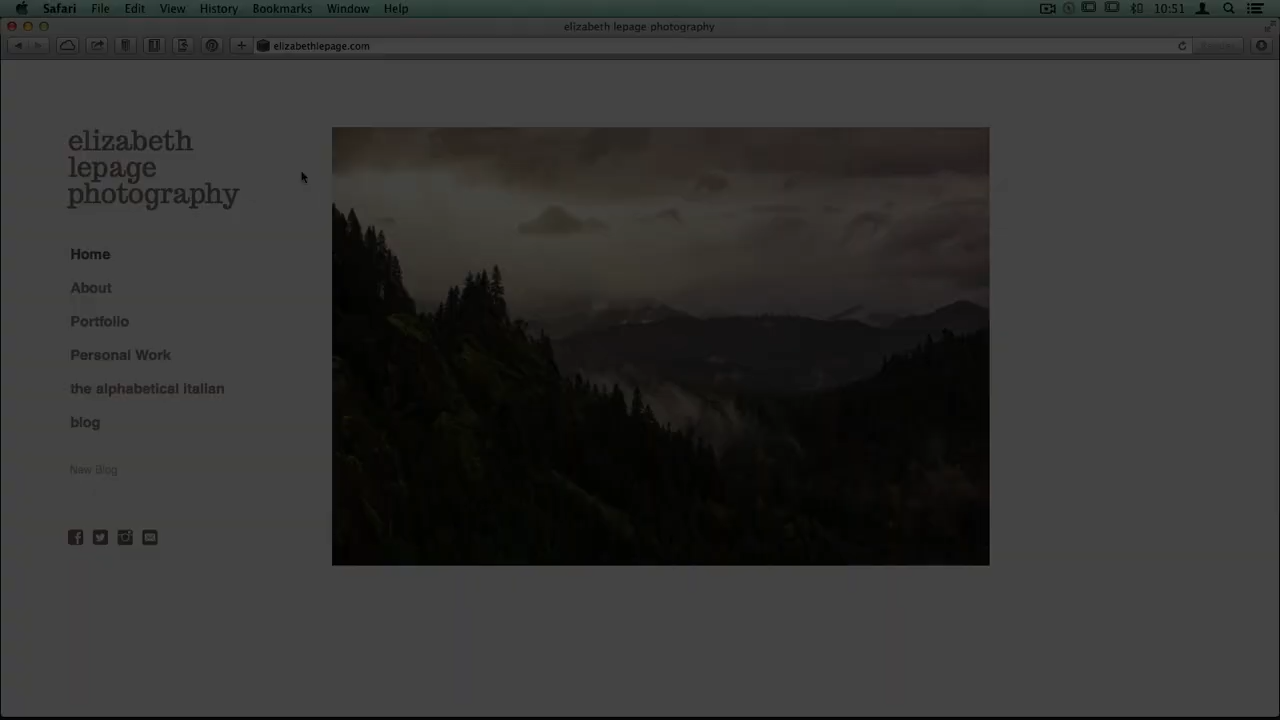 Safari File Edit View History Bookmarks Window Help 10:51
elizabeth lepage photography
elizabethlepage.com
elizabeth
lepage
photography
Home
About
Portfolio
Personal Work
the alphabetical italian
blog
New Blog